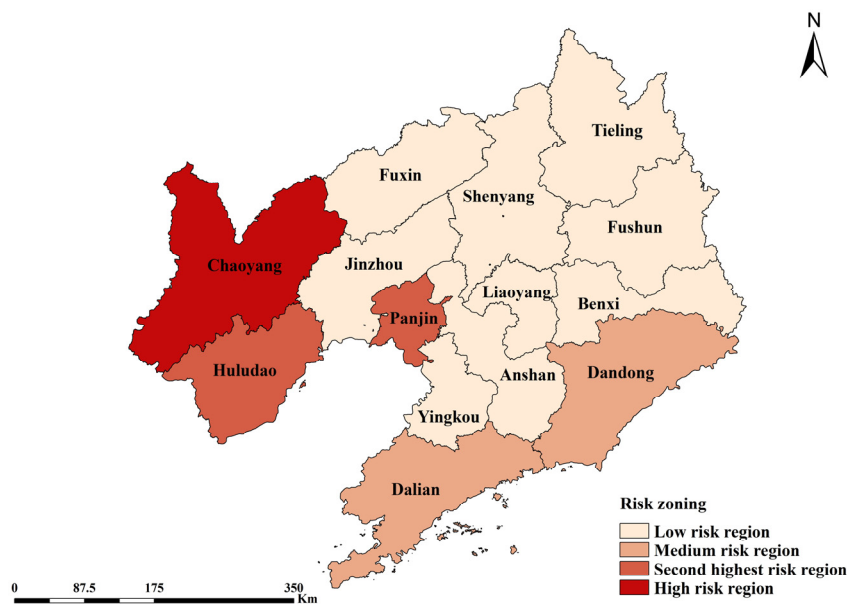 N
Tieling
Fuxin
Shenyang
Fushun
Chaoyang
Jinzhou
Liaoyang
Benxi
Panjin
Huludao
Anshan
Dandong
Yingkou
Dalian
Risk zoning
Low risk region
Medium risk region
Second highest risk region
High risk region
0 87.5 175 350
Km